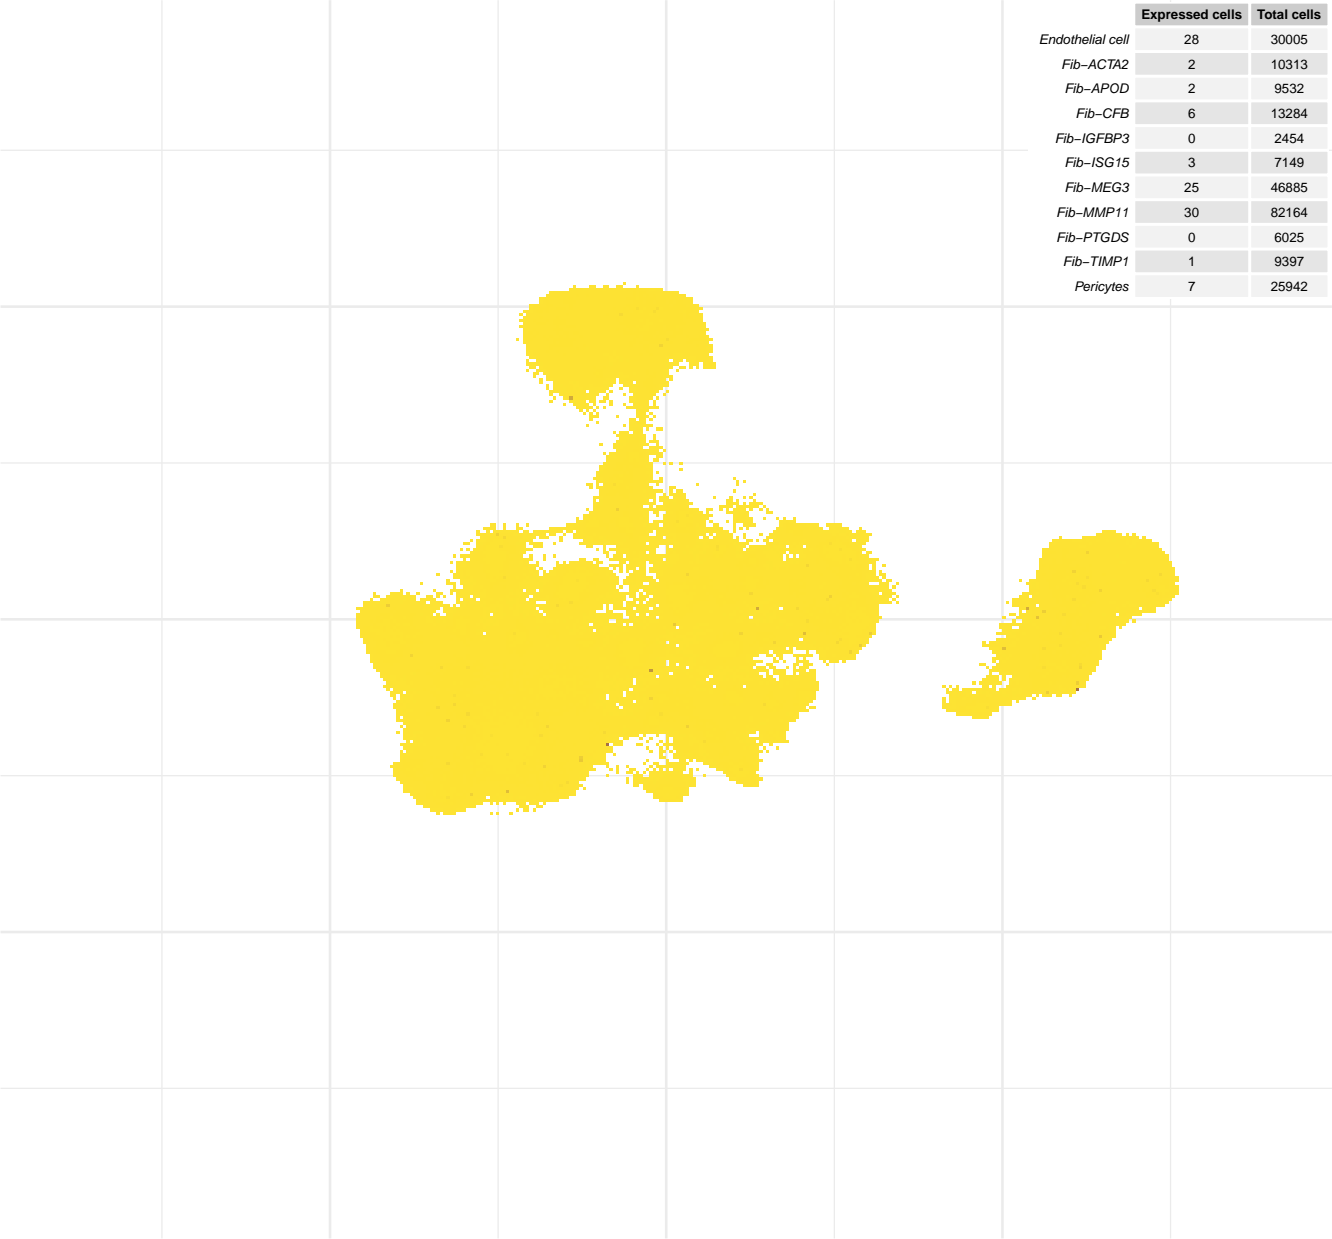 Expressed cells Total cells
Endothelial cell 28 30005
Fib−ACTA2 2 10313
Fib−APOD 2 9532
Fib−CFB 6 13284
Fib−IGFBP3 0 2454
Fib−ISG15 3 7149
Fib−MEG3 25 46885
Fib−MMP11 30 82164
Fib−PTGDS 0 6025
Fib−TIMP1 1 9397
Pericytes 7 25942